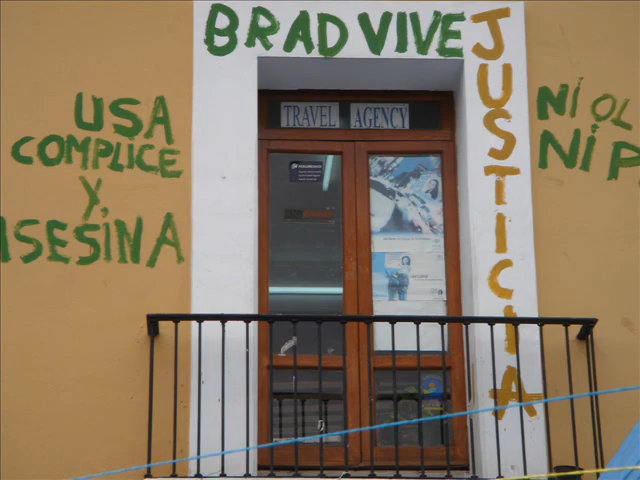 BRAD VIVE
JUSTICIA
USA
COMPLICE
Y,
ASESINA
TRAVEL AGENCY
NI OL
NI P